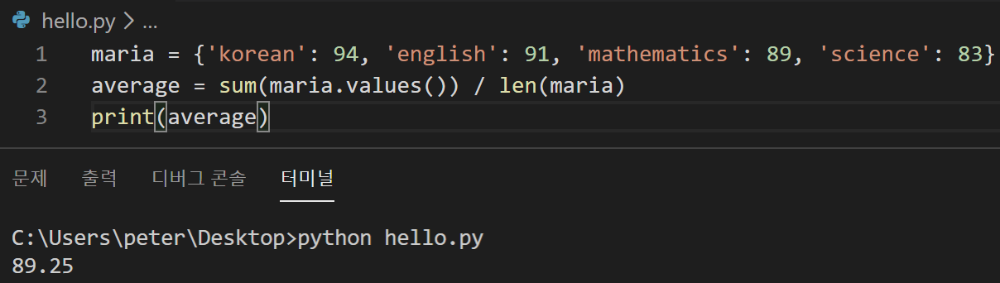 hello.py > ...
1 maria = {'korean': 94, 'english': 91, 'mathematics': 89, 'science': 83}
2 average = sum(maria.values()) / len(maria)
3 print(average)
문제 출력 디버그 콘솔 터미널
C:\Users\peter\Desktop>python hello.py
89.25